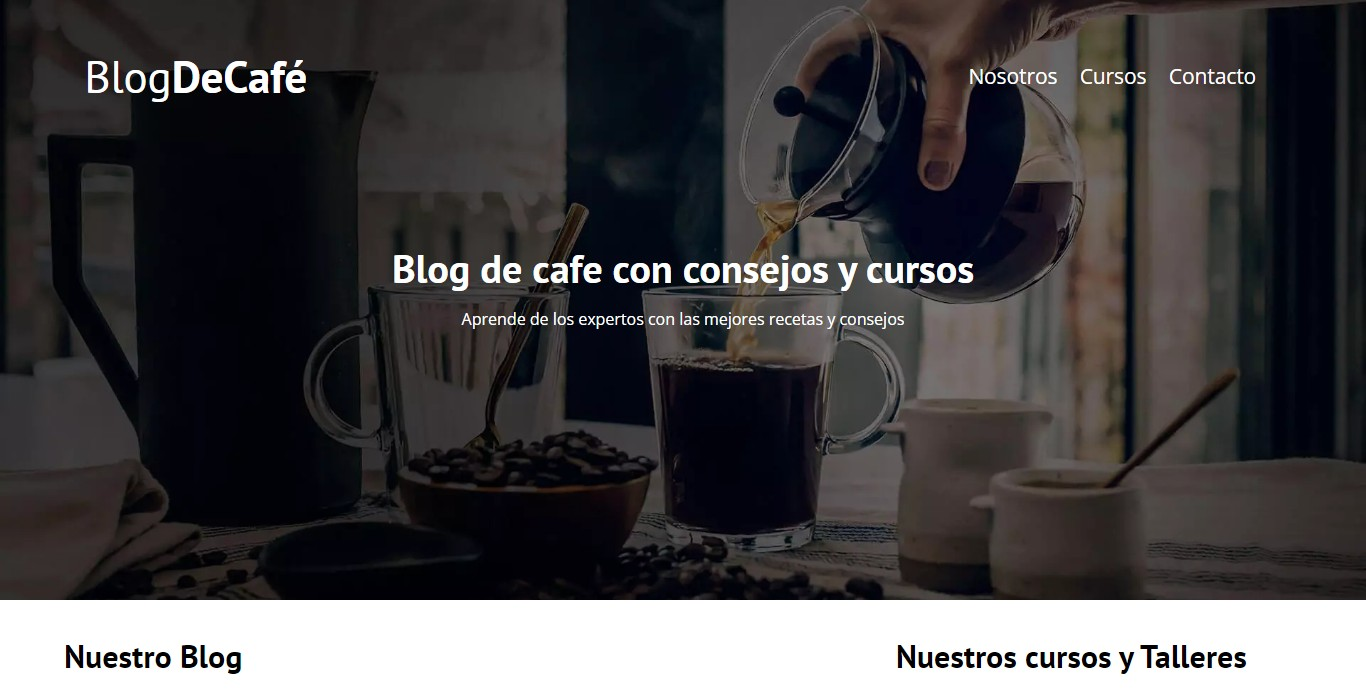 BlogDeCafé
Nosotros Cursos Contacto
Blog de cafe con consejos y cursos
Aprende de los expertos con las mejores recetas y consejos
Nuestro Blog
Nuestros cursos y Talleres